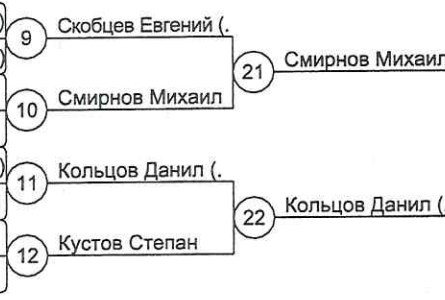 9 Скобцев Евгений (.
21 Смирнов Михаил
10 Смирнов Михаил
11 Кольцов Данил (.
22 Кольцов Данил (.
12 Кустов Степан